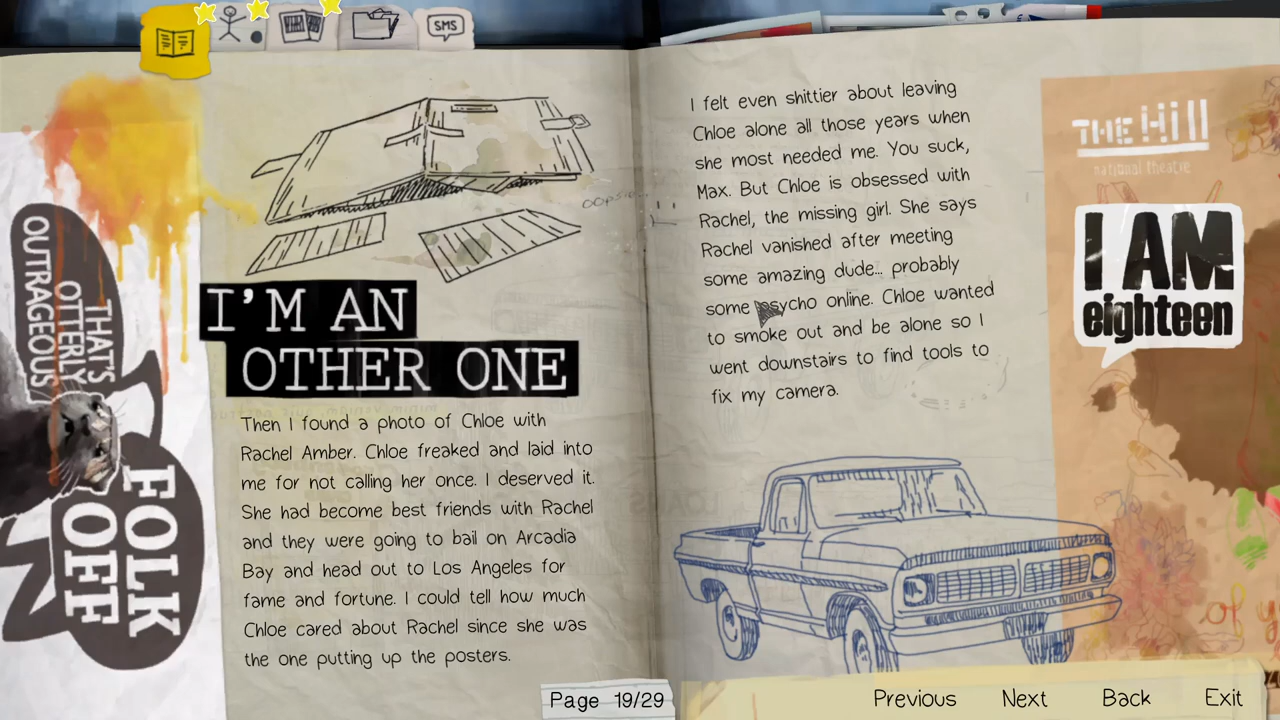 SMS
THAT'S
OTTERLY
OUTRAGEOUS!
FOLK
OFF
oopsie...
I'M AN
OTHER ONE
Then I found a photo of Chloe with
Rachel Amber. Chloe freaked and laid into
me for not calling her once. I deserved it.
She had become best friends with Rachel
and they were going to bail on Arcadia
Bay and head out to Los Angeles for
fame and fortune. I could tell how much
Chloe cared about Rachel since she was
the one putting up the posters.
I felt even shittier about leaving
Chloe alone all those years when
she most needed me. You suck,
Max. But Chloe is obsessed with
Rachel, the missing girl. She says
Rachel vanished after meeting
some amazing dude... probably
some psycho online. Chloe wanted
to smoke out and be alone so I
went downstairs to find tools to
fix my camera.
THE Hill
national theatre
I AM
eighteen
of y
Page 19/29
Previous
Next
Back
Exit